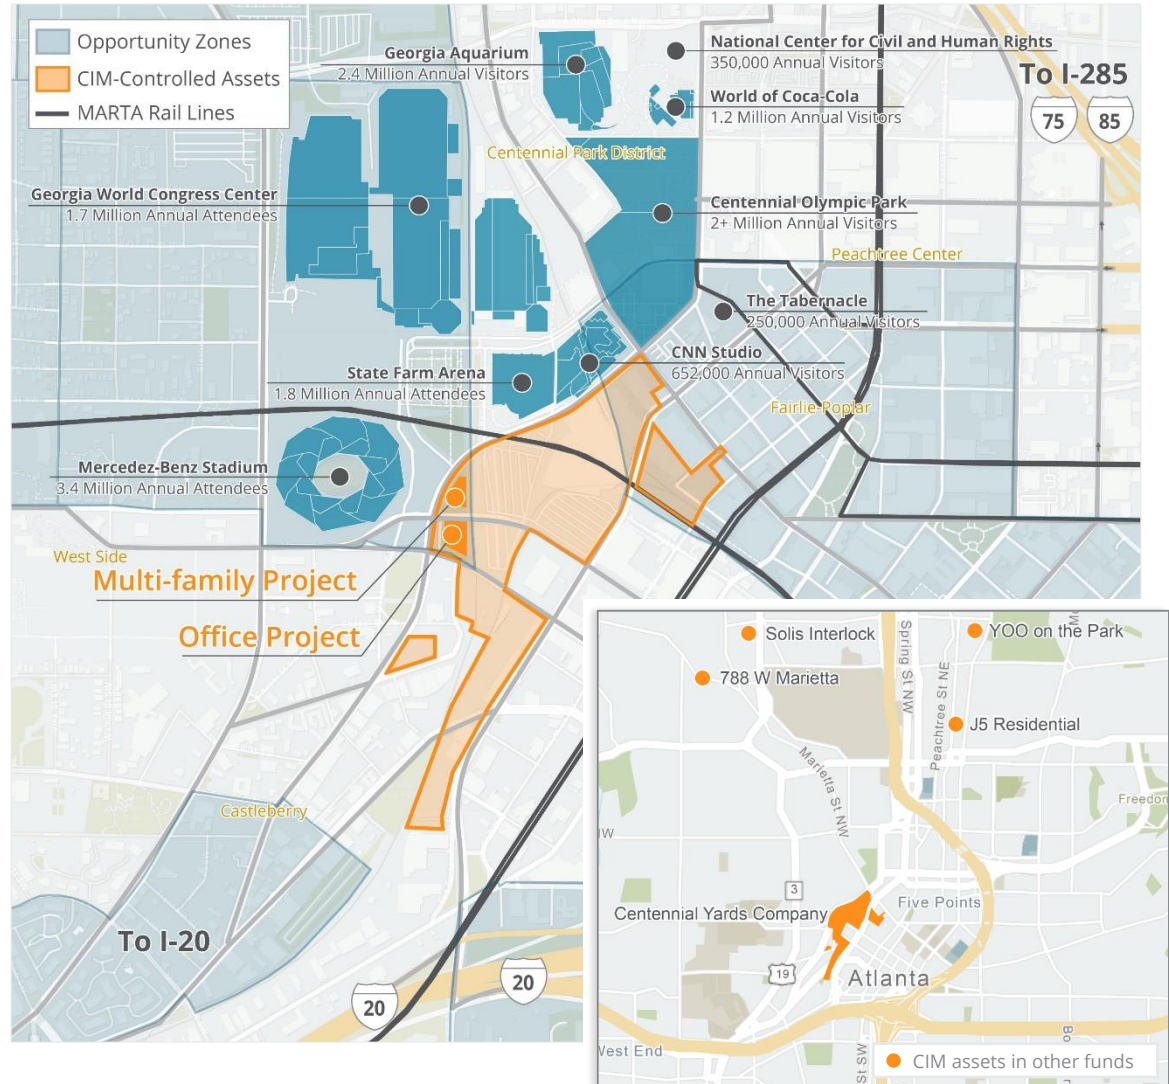 Opportunity Zones
CIM-Controlled Assets
MARTA Rail Lines
Georgia Aquarium
2.4 Million Annual Visitors
National Center for Civil and Human Rights
350,000 Annual Visitors
World of Coca-Cola
1.2 Million Annual Visitors
To I-285
75
85
Centennial Park District
Georgia World Congress Center
1.7 Million Annual Attendees
Centennial Olympic Park
2+ Million Annual Visitors
Peachtree Center
The Tabernacle
250,000 Annual Visitors
CNN Studio
652,000 Annual Visitors
State Farm Arena
1.8 Million Annual Attendees
Fairlie-Poplar
Mercedez-Benz Stadium
3.4 Million Annual Attendees
West Side
Multi-family Project
Office Project
Castleberry
To I-20
20
20
Solis Interlock
YOO on the Park
788 W Marietta
J5 Residential
Spring St NW
Peachtree St NE
Marietta St NW
Freedom
3
Five Points
Centennial Yards Company
19
Atlanta
West End
St SW
CIM assets in other funds